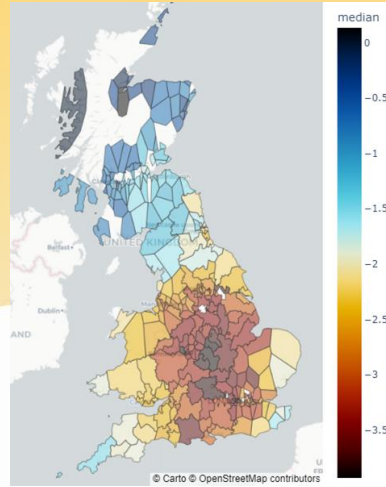 median
0
−0.5
−1
−1.5
−2
−2.5
−3
−3.5
Belfast
UNITED KINGDOM
Dublin
AND
U
FR
© Carto © OpenStreetMap contributors